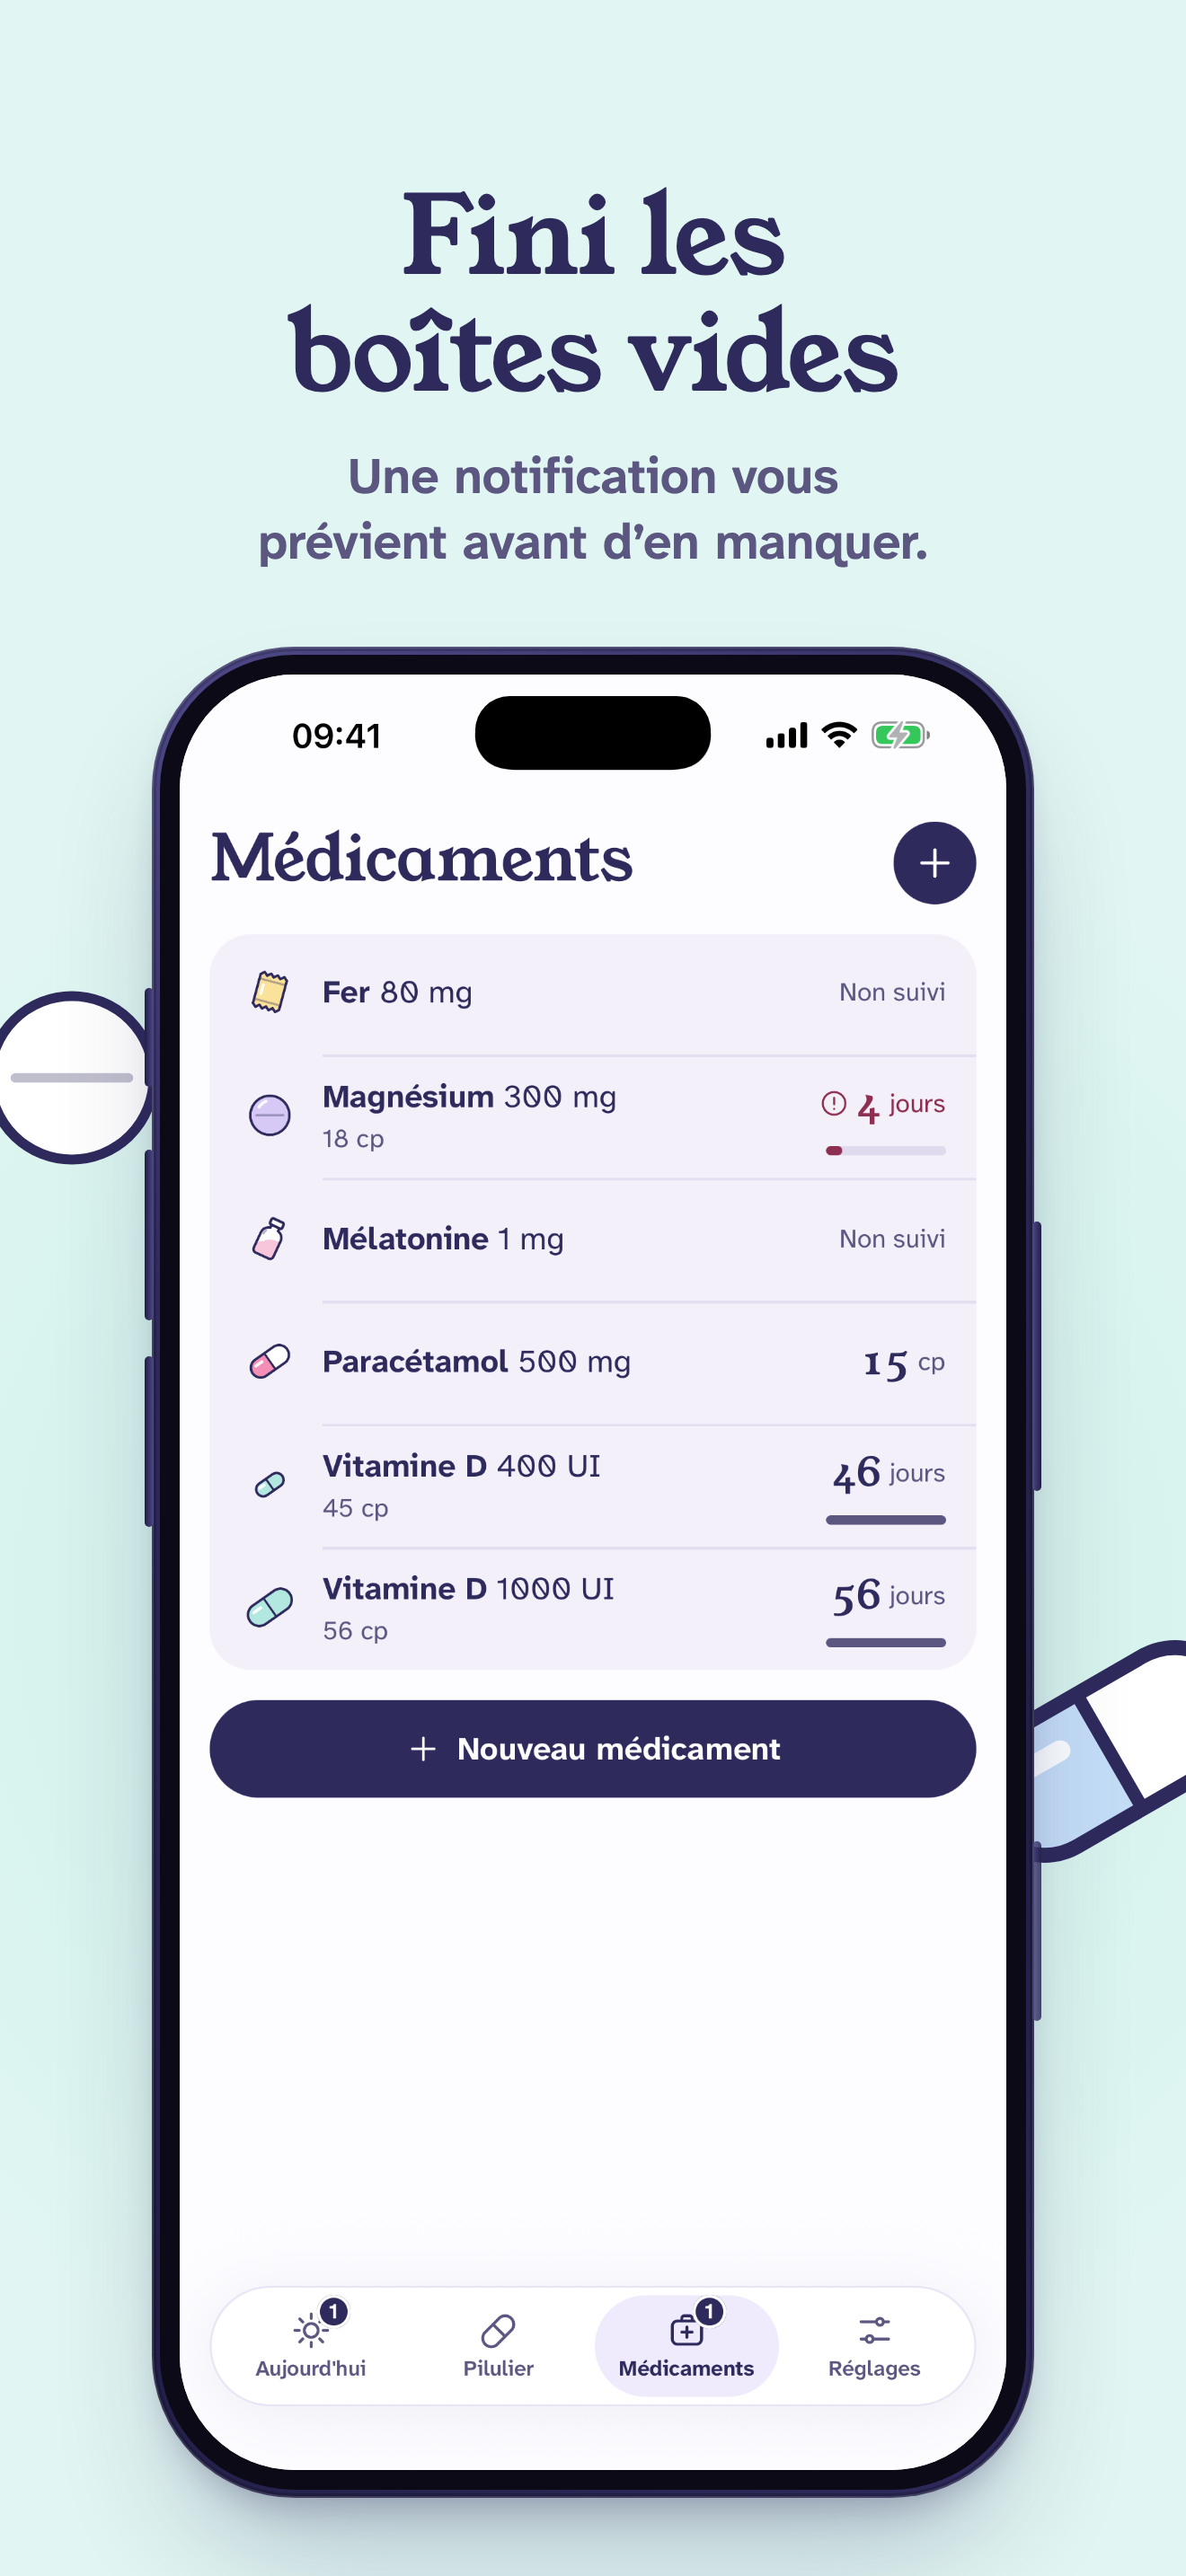 Fini les
boîtes vides
Une notification vous
prévient avant d’en manquer.
09:41
Médicaments
Fer 80 mg
Non suivi
Magnésium 300 mg
18 cp
4 jours
Mélatonine 1 mg
Non suivi
Paracétamol 500 mg
15 cp
Vitamine D 400 UI
45 cp
46 jours
Vitamine D 1000 UI
56 cp
56 jours
Nouveau médicament
1
Aujourd'hui
Pilulier
1
Médicaments
Réglages